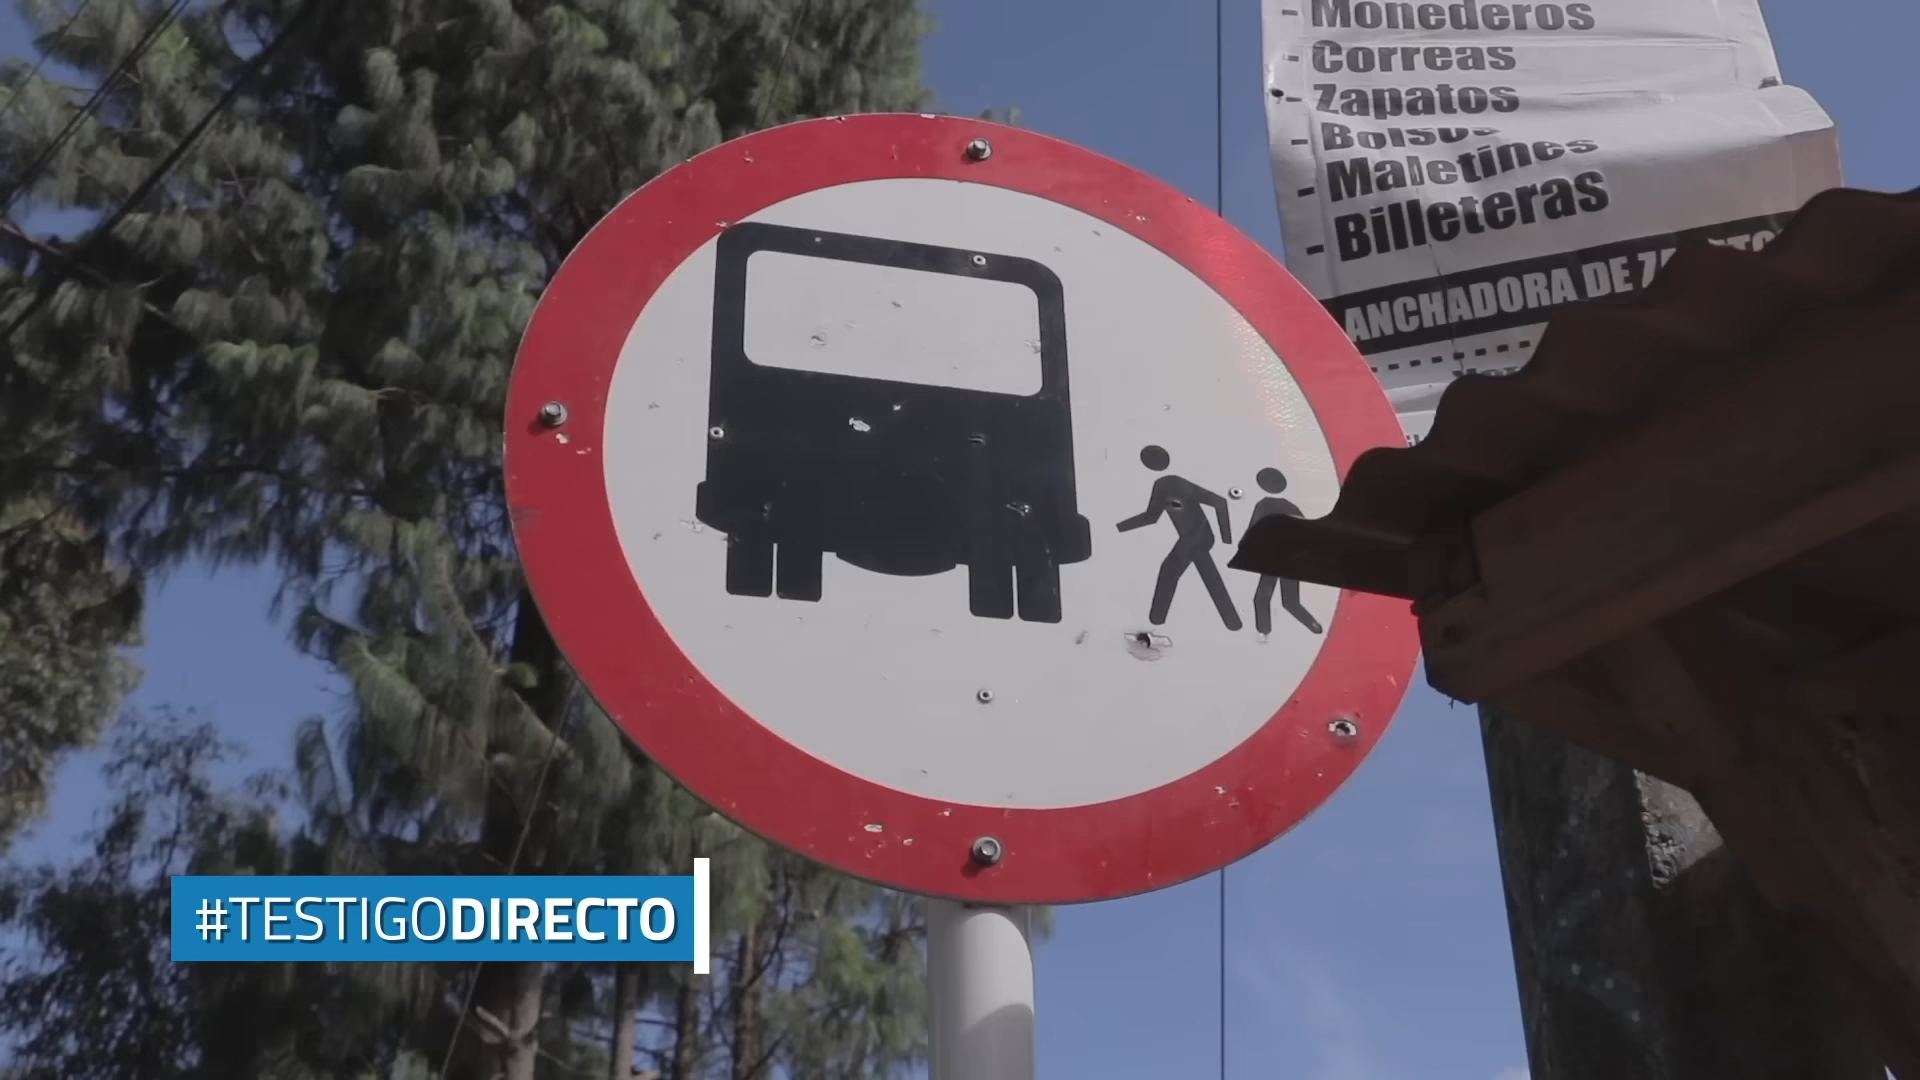 - Monederos
- Correas
- Zapatos
- Bolsos
- Maletines
- Billeteras
ANCHADORA DE
#TESTIGODIRECTO